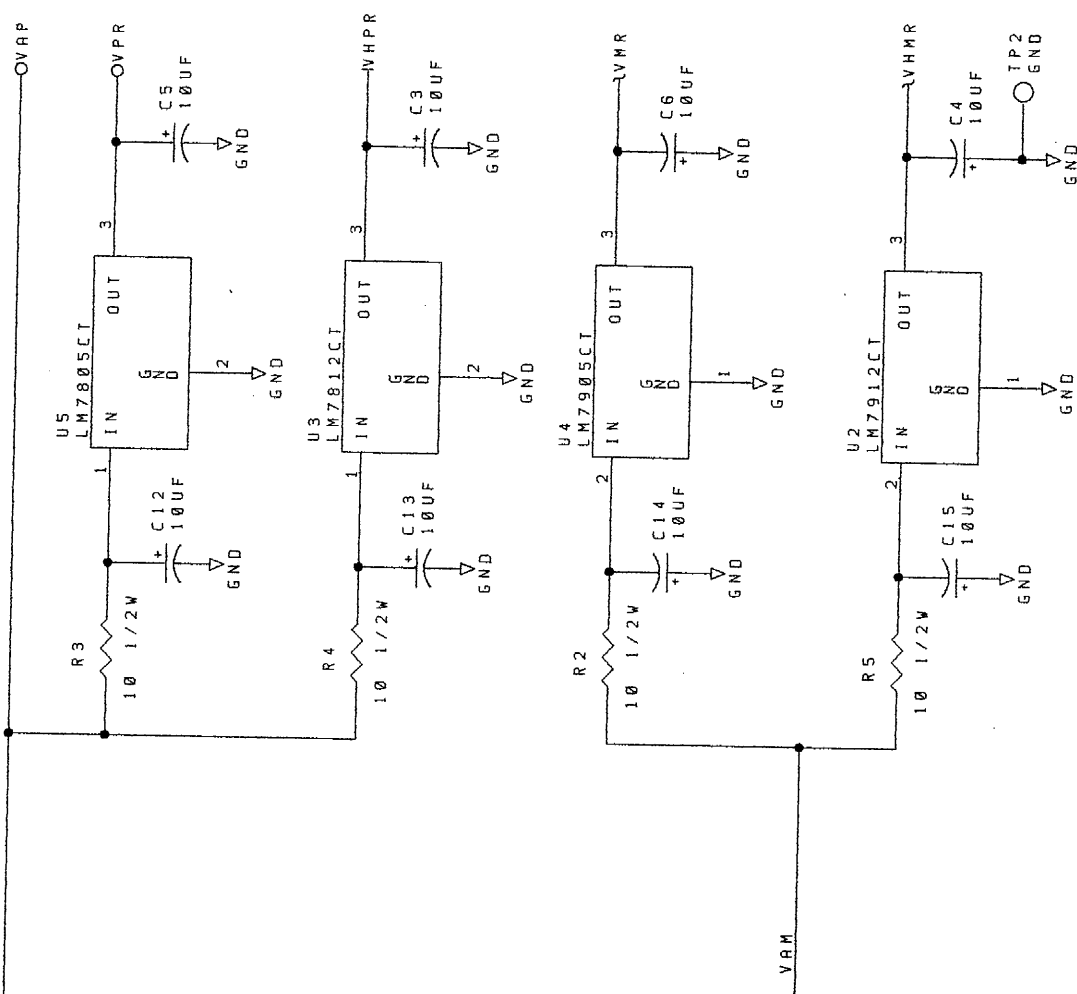 VAP
VPR
C5
10UF
GND
3
U5
LM7805CT
IN
OUT
GND
2
GND
1
C12
10UF
GND
R3
10 1/2W
VHPR
C3
10UF
GND
3
U3
LM7812CT
IN
OUT
GND
2
GND
1
C13
10UF
GND
R4
10 1/2W
VMR
C6
10UF
GND
3
U4
LM7905CT
IN
OUT
GND
1
GND
2
C14
10UF
GND
R2
10 1/2W
VHMR
C4
10UF
TP2
GND
GND
3
U2
LM7912CT
IN
OUT
GND
1
GND
2
C15
10UF
GND
R5
10 1/2W
VAM